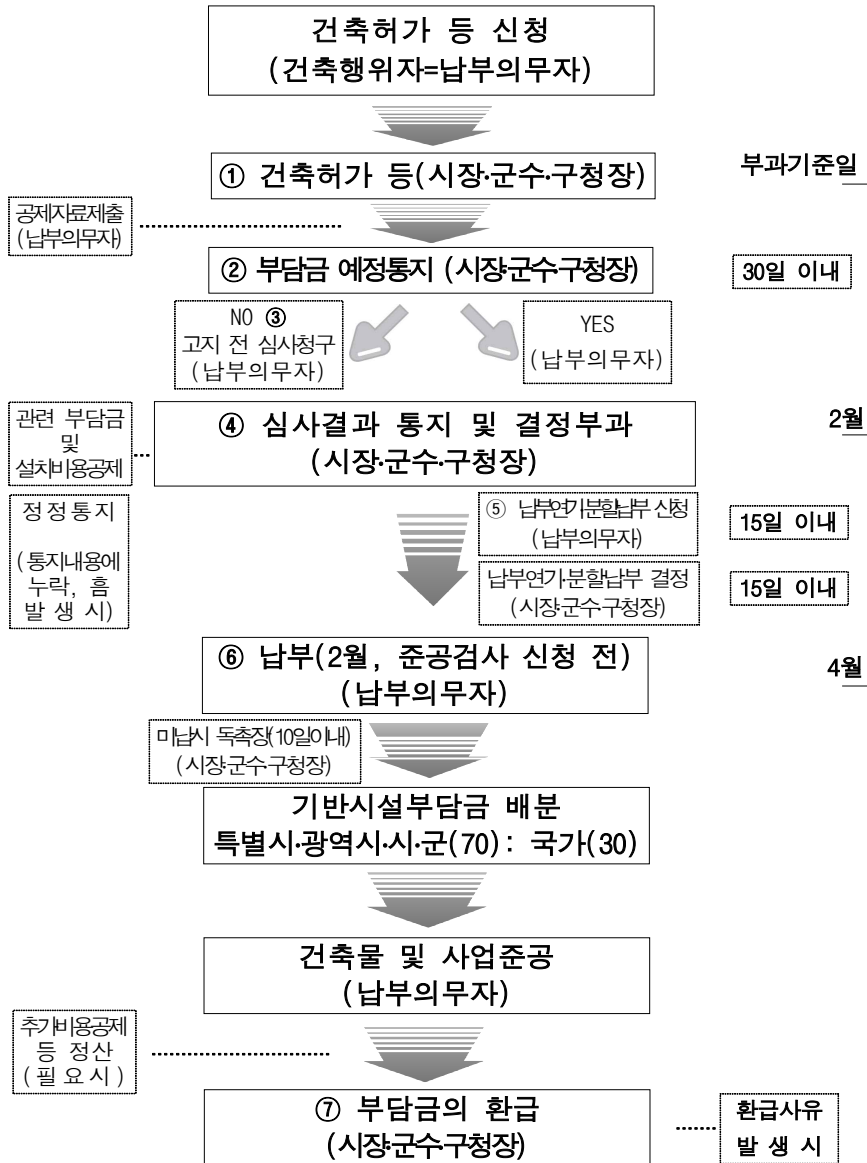 건축허가 등 신청
(건축행위자=납부의무자)
① 건축허가 등(시장·군수·구청장)
부과기준일
공제자료제출
(납부의무자)
② 부담금 예정통지 (시장·군수·구청장)
30일 이내
NO ③
고지 전 심사청구
(납부의무자)
YES
(납부의무자)
관련 부담금
및
설치비용공제
④ 심사결과 통지 및 결정부과
(시장·군수·구청장)
2월
정정통지
(통지내용에
누락, 흠
발 생 시)
⑤ 납부연기·분할납부 신청
(납부의무자)
15일 이내
납부연기·분할납부 결정
(시장·군수·구청장)
15일 이내
⑥ 납부(2월, 준공검사 신청 전)
(납부의무자)
4월
미납시 독촉장(10일이내)
(시장·군수·구청장)
기반시설부담금 배분
특별시·광역시·시·군(70) : 국가(30)
건축물 및 사업준공
(납부의무자)
추가비용공제
등 정산
(필요시)
⑦ 부담금의 환급
(시장·군수·구청장)
환급사유
발 생 시